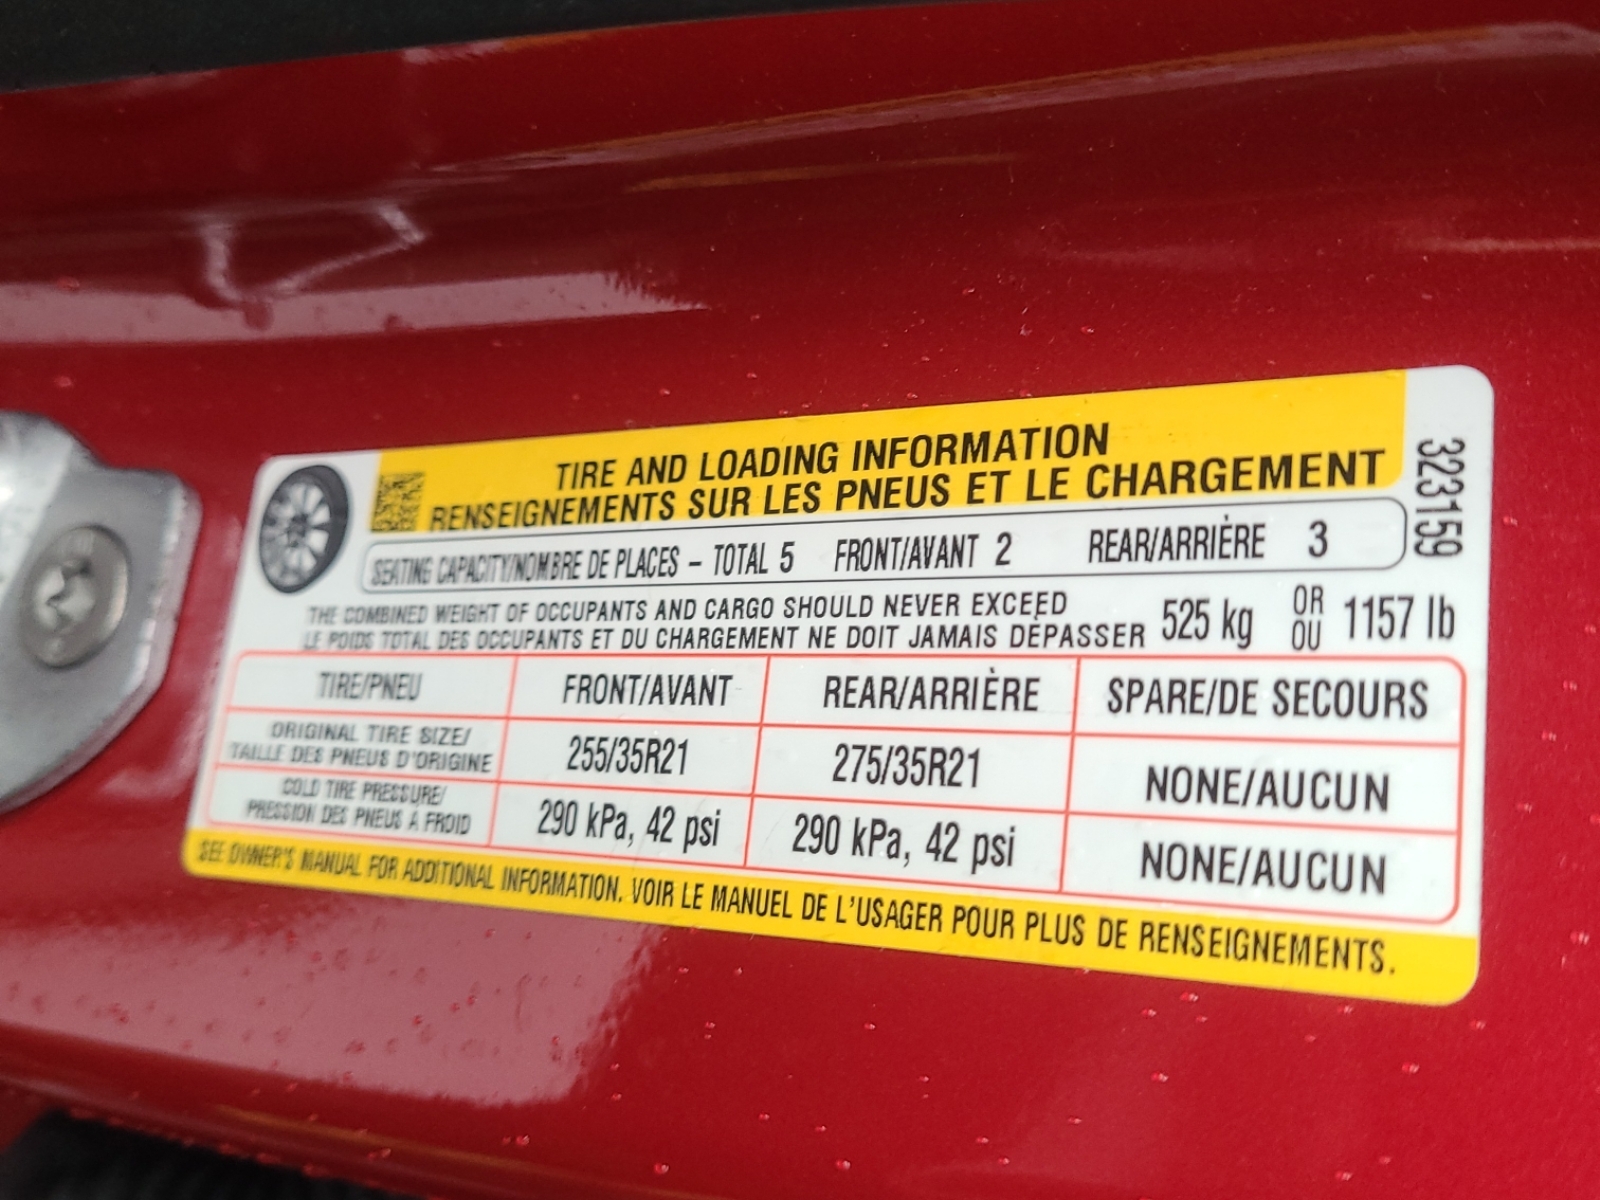 TIRE AND LOADING INFORMATION
RENSEIGNEMENTS SUR LES PNEUS ET LE CHARGEMENT
323159
SEATING CAPACITY/NOMBRE DE PLACES – TOTAL 5 FRONT/AVANT 2 REAR/ARRIÈRE 3
THE COMBINED WEIGHT OF OCCUPANTS AND CARGO SHOULD NEVER EXCEED
LE POIDS TOTAL DES OCCUPANTS ET DU CHARGEMENT NE DOIT JAMAIS DÉPASSER
525 kg OR OU 1157 lb
TIRE/PNEU FRONT/AVANT REAR/ARRIÈRE SPARE/DE SECOURS
ORIGINAL TIRE SIZE/
TAILLE DES PNEUS D'ORIGINE
255/35R21 275/35R21 NONE/AUCUN
COLD TIRE PRESSURE/
PRESSION DES PNEUS À FROID
290 kPa, 42 psi 290 kPa, 42 psi NONE/AUCUN
SEE OWNER'S MANUAL FOR ADDITIONAL INFORMATION. VOIR LE MANUEL DE L'USAGER POUR PLUS DE RENSEIGNEMENTS.